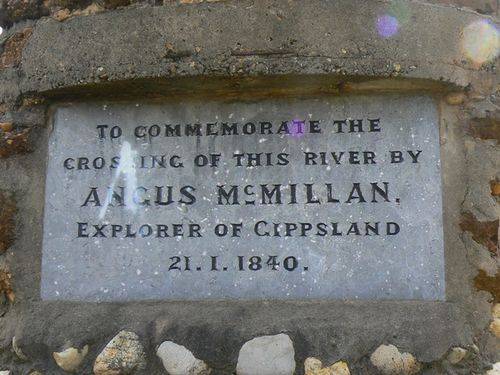 TO COMMEMORATE THE
CROSSING OF THIS RIVER BY
ANGUS McMILLAN.
EXPLORER OF GIPPSLAND
21. 1. 1840.